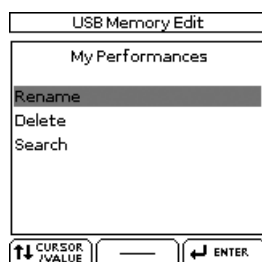 USB Memory Edit
My Performances
Rename
Delete
Search
CURSOR
/VALUE
ENTER